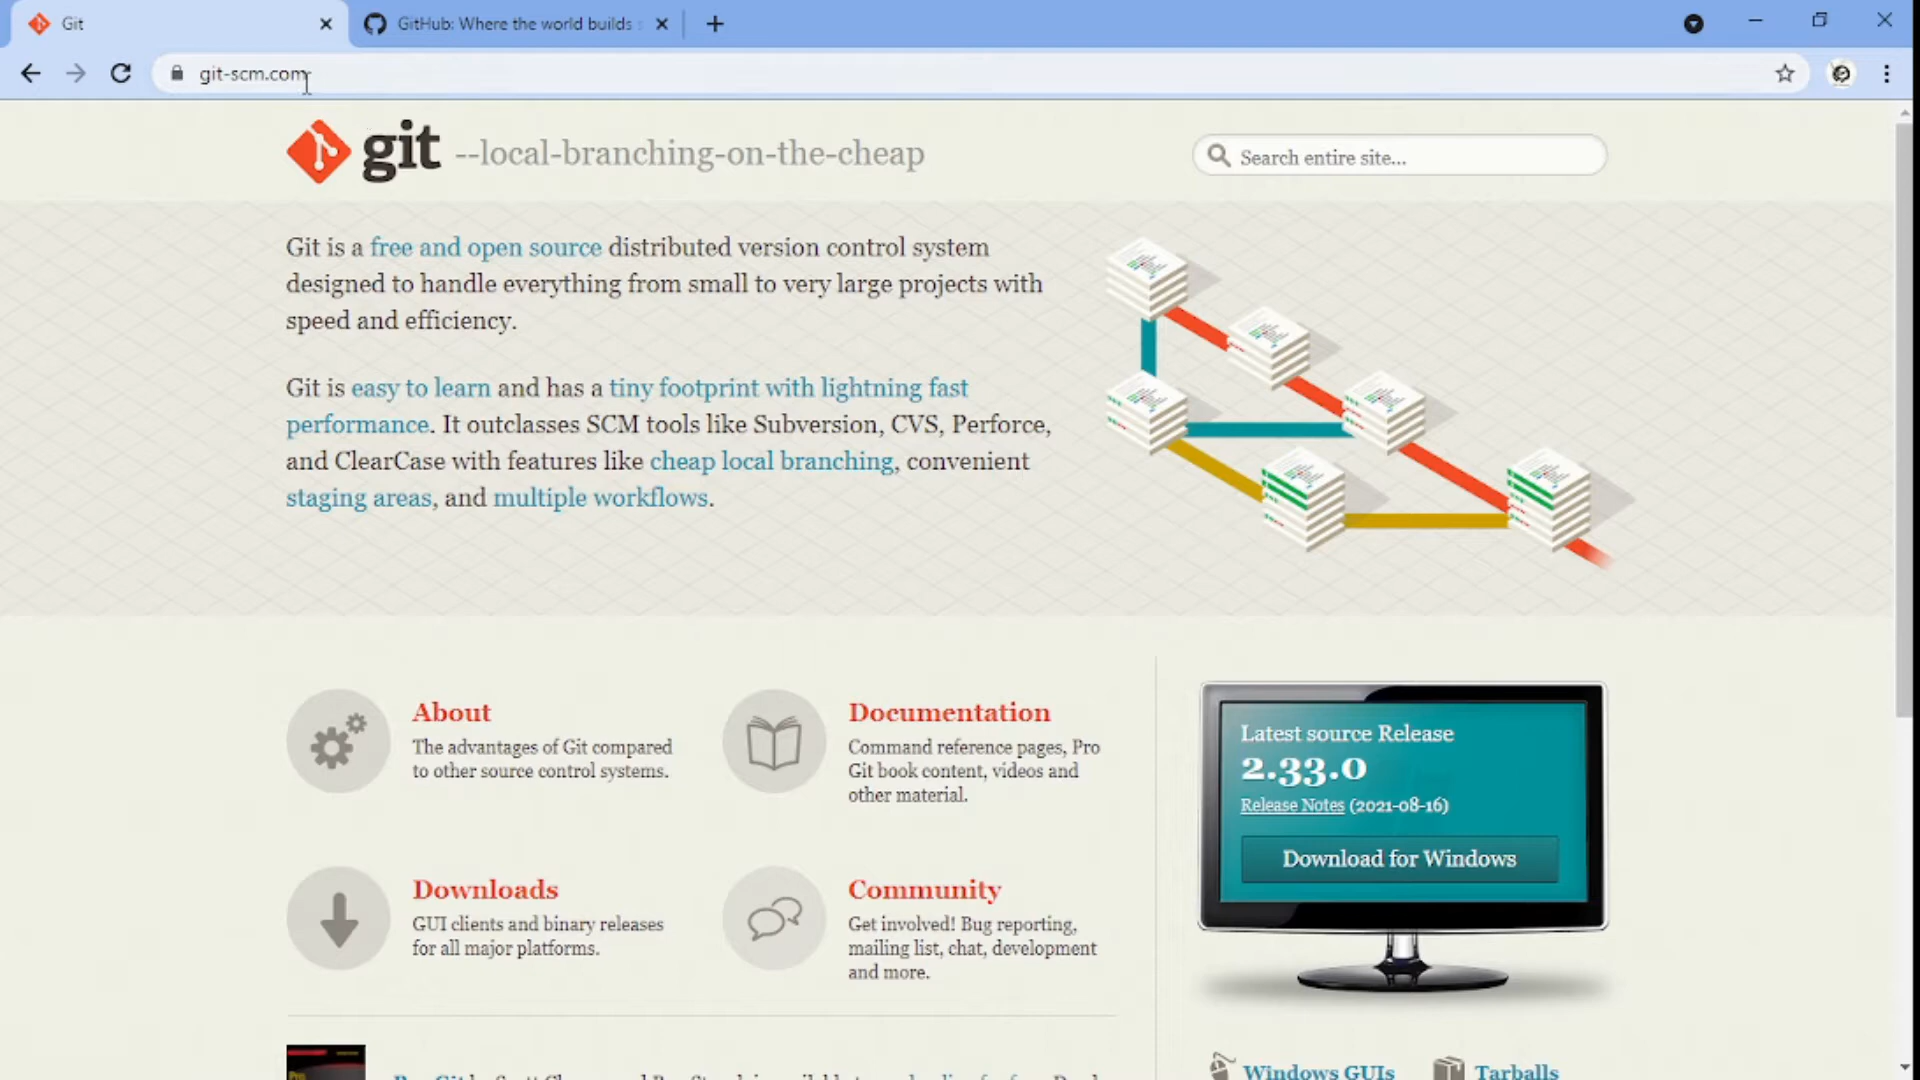 Git
GitHub: Where the world builds
git-scm.com
git --local-branching-on-the-cheap
Search entire site...
Git is a free and open source distributed version control system
designed to handle everything from small to very large projects with
speed and efficiency.
Git is easy to learn and has a tiny footprint with lightning fast
performance. It outclasses SCM tools like Subversion, CVS, Perforce,
and ClearCase with features like cheap local branching, convenient
staging areas, and multiple workflows.
About
The advantages of Git compared
to other source control systems.
Documentation
Command reference pages, Pro
Git book content, videos and
other material.
Downloads
GUI clients and binary releases
for all major platforms.
Community
Get involved! Bug reporting,
mailing list, chat, development
and more.
Latest source Release
2.33.0
Release Notes (2021-08-16)
Download for Windows
Windows GUIs
Tarballs